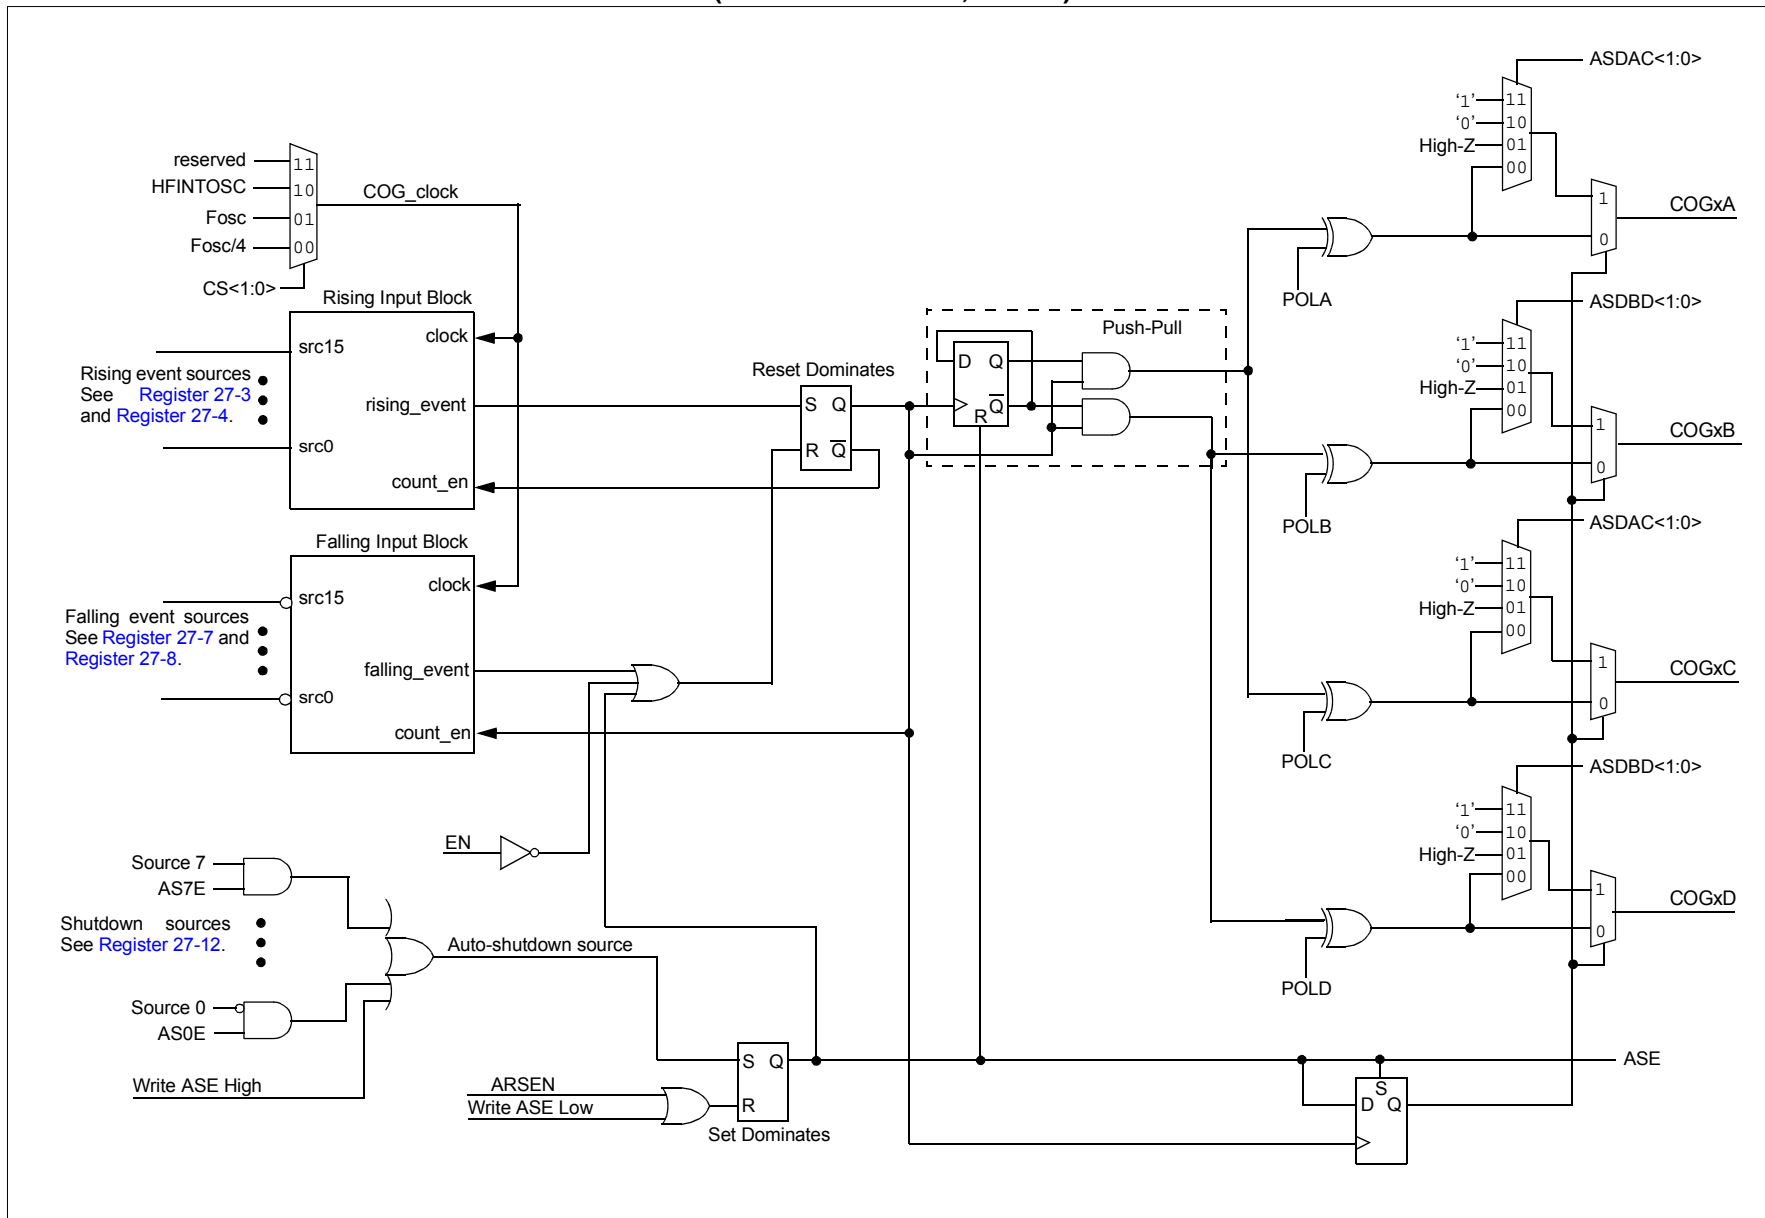 ASDAC<1:0>
'1'
11
'0'
10
High-Z
01
00
1
0
COGxA
POLA
reserved
11
HFINTOSC
10
Fosc
01
Fosc/4
00
CS<1:0>
COG_clock
Rising Input Block
clock
src15
Rising event sources
See Register 27-3
and Register 27-4.
rising_event
src0
count_en
Reset Dominates
S Q
R Q
Push-Pull
D Q
Q
R
ASDBD<1:0>
'1'
11
'0'
10
High-Z
01
00
1
0
COGxB
POLB
Falling Input Block
clock
src15
Falling event sources
See Register 27-7 and
Register 27-8.
falling_event
src0
count_en
ASDAC<1:0>
'1'
11
'0'
10
High-Z
01
00
1
0
COGxC
POLC
EN
Source 7
AS7E
Shutdown sources
See Register 27-12.
Source 0
AS0E
Write ASE High
Auto-shutdown source
ARSEN
Write ASE Low
S Q
R
Set Dominates
ASDBD<1:0>
'1'
11
'0'
10
High-Z
01
00
1
0
COGxD
POLD
ASE
S
D Q